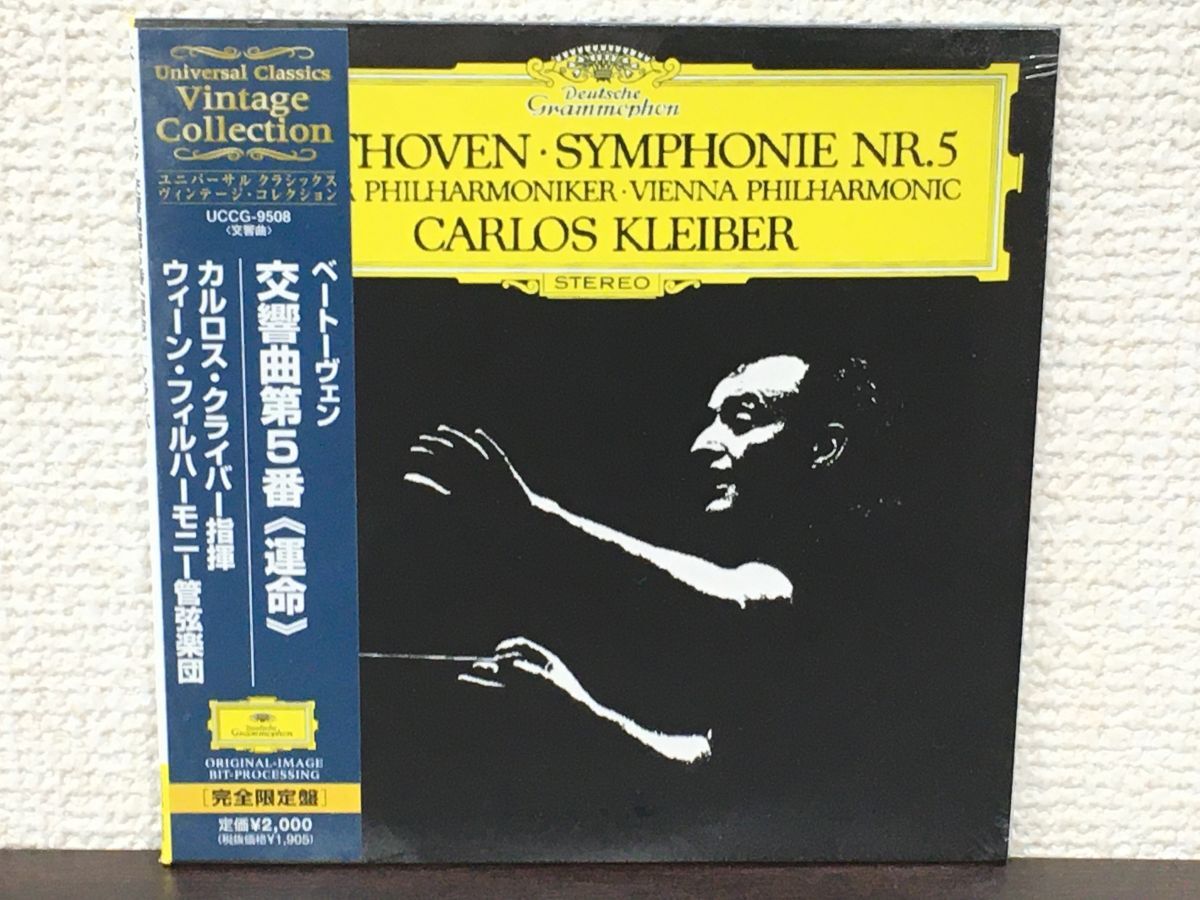 Universal Classics
Vintage
Collection
ユニバーサル クラシックス
ヴィンテージ・コレクション
UCCG-9508
〈交響曲〉
ベートーヴェン
交響曲第5番《運命》
カルロス・クライバー指揮
ウィーン・フィルハーモニー管弦楽団
Deutsche
Grammophon
ORIGINAL-IMAGE
BIT-PROCESSING
[完全限定盤]
定価¥2,000
(税抜価格¥1,905)
Deutsche
Grammophon
THOVEN · SYMPHONIE NR.5
R PHILHARMONIKER · VIENNA PHILHARMONIC
CARLOS KLEIBER
STEREO